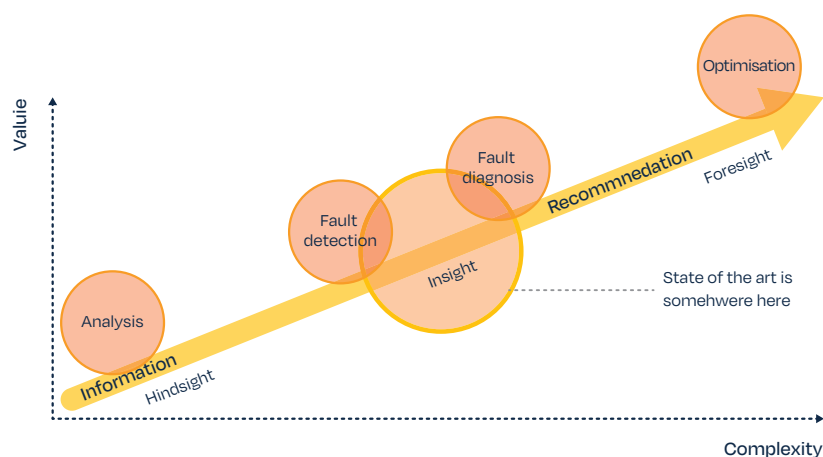 Optimisation
Valuie
Fault
diagnosis
Recommnedation
Foresight
Fault
detection
Insight
State of the art is
somehwere here
Analysis
Information
Hindsight
Complexity